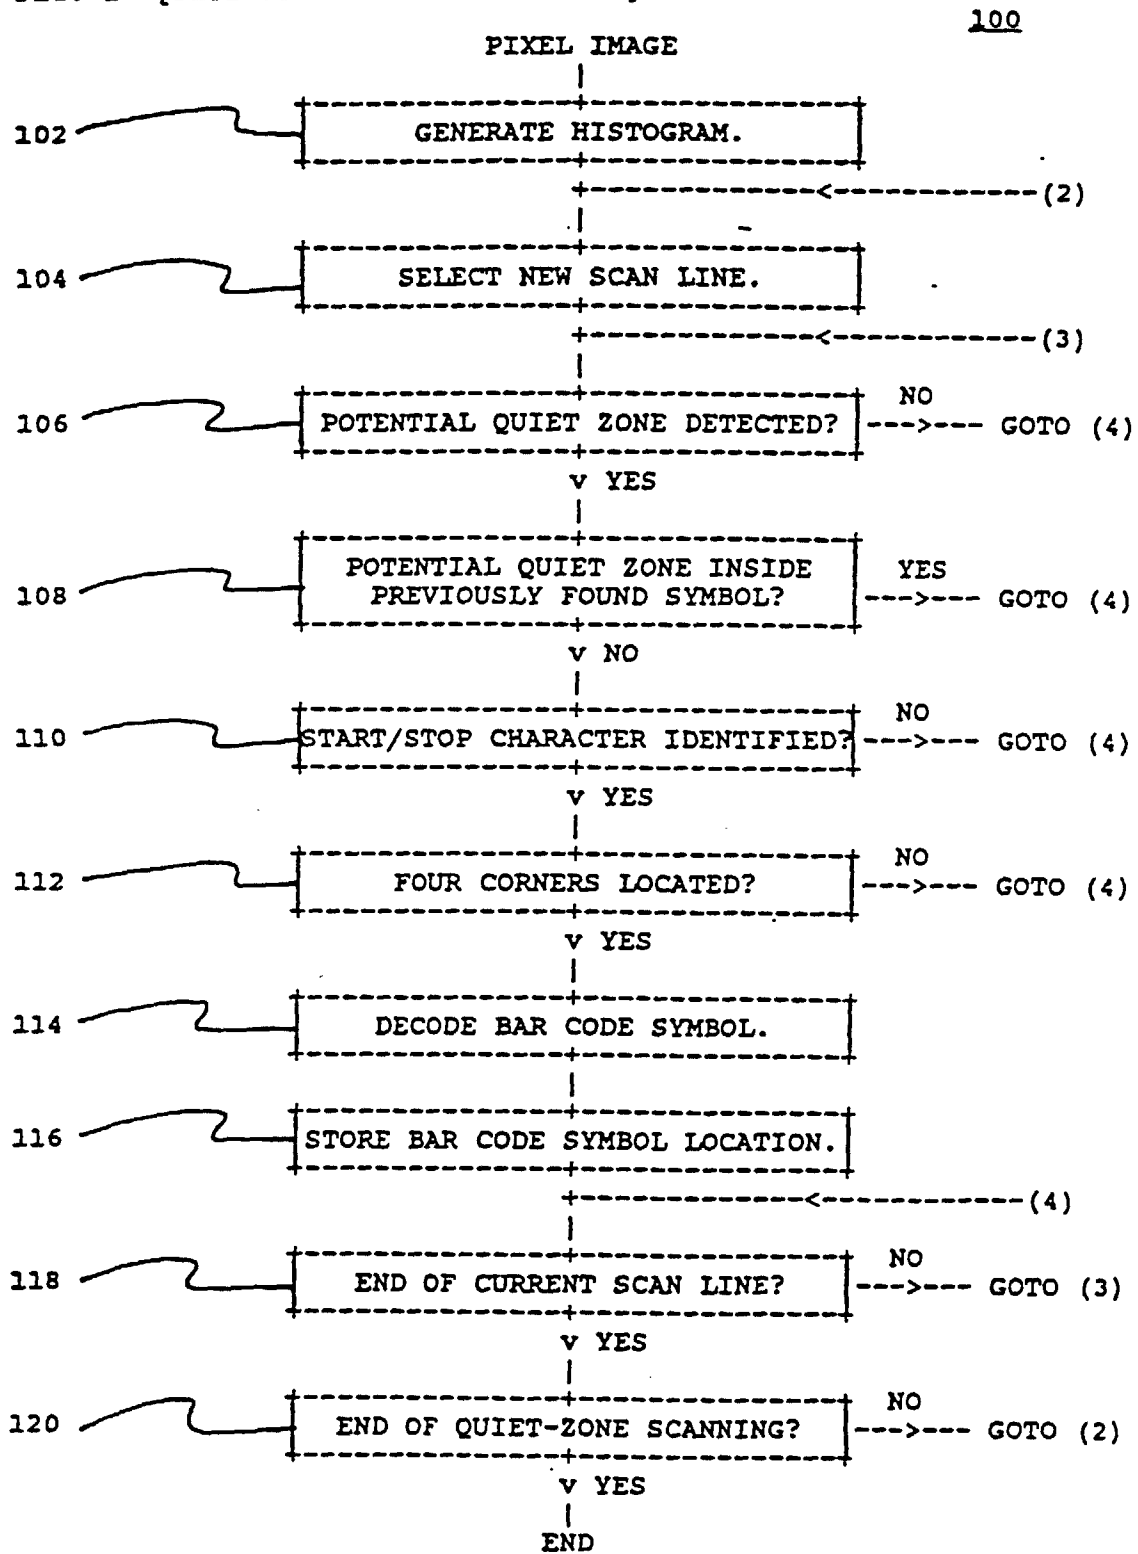 100
PIXEL IMAGE
102 GENERATE HISTOGRAM.
(2)
104 SELECT NEW SCAN LINE.
(3)
106 POTENTIAL QUIET ZONE DETECTED? NO GOTO (4)
v YES
108 POTENTIAL QUIET ZONE INSIDE YES
PREVIOUSLY FOUND SYMBOL? GOTO (4)
v NO
110 START/STOP CHARACTER IDENTIFIED? NO GOTO (4)
v YES
112 FOUR CORNERS LOCATED? NO GOTO (4)
v YES
114 DECODE BAR CODE SYMBOL.
116 STORE BAR CODE SYMBOL LOCATION.
(4)
118 END OF CURRENT SCAN LINE? NO GOTO (3)
v YES
120 END OF QUIET-ZONE SCANNING? NO GOTO (2)
v YES
END